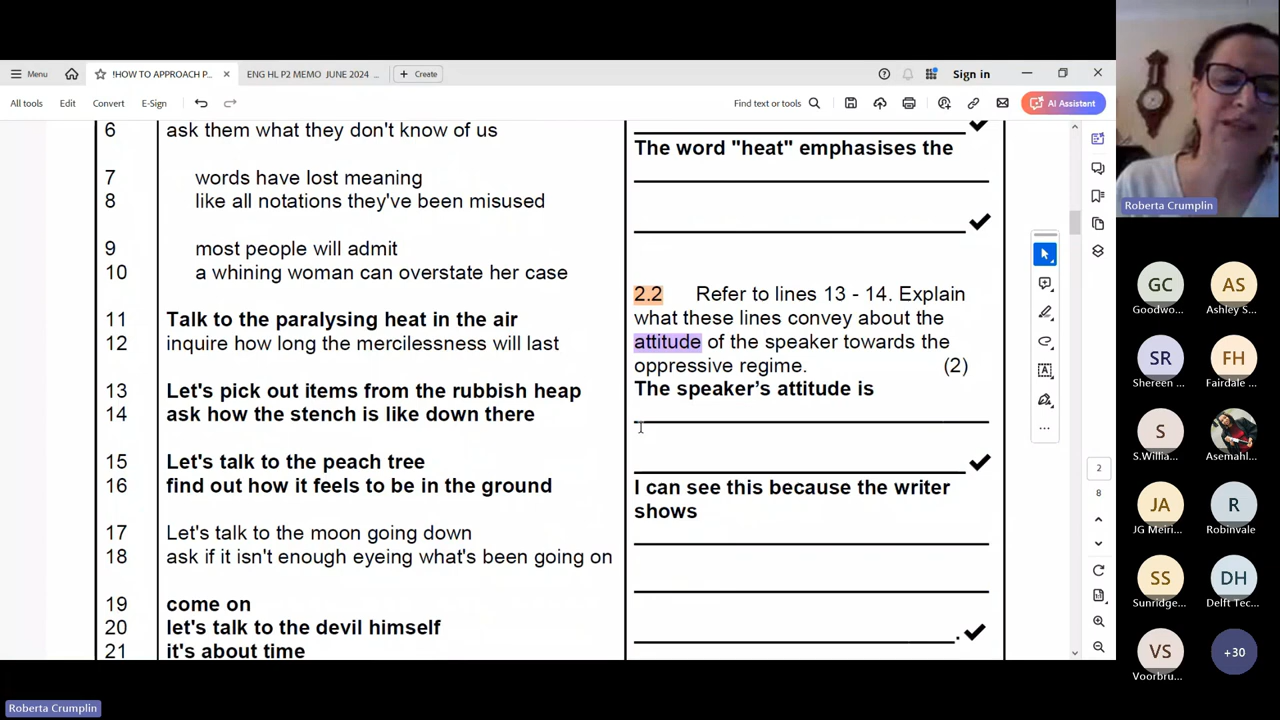 Menu
!HOW TO APPROACH P...
ENG HL P2 MEMO JUNE 2024 ...
Create
Sign in
All tools
Edit
Convert
E-Sign
Find text or tools
AI Assistant
6 ask them what they don't know of us
7 words have lost meaning
8 like all notations they've been misused
9 most people will admit
10 a whining woman can overstate her case
11 Talk to the paralysing heat in the air
12 inquire how long the mercilessness will last
13 Let's pick out items from the rubbish heap
14 ask how the stench is like down there
15 Let's talk to the peach tree
16 find out how it feels to be in the ground
17 Let's talk to the moon going down
18 ask if it isn't enough eyeing what's been going on
19 come on
20 let's talk to the devil himself
21 it's about time
The word "heat" emphasises the
2.2 Refer to lines 13 - 14. Explain
what these lines convey about the
attitude of the speaker towards the
oppressive regime. (2)
The speaker's attitude is
I can see this because the writer
shows
.
2
8
Roberta Crumplin
GC
Goodwo...
AS
Ashley S...
SR
Shereen ...
FH
Fairdale ...
S
S.Willia...
Asemahl...
JA
JG Meiri...
R
Robinvale
SS
Sunridge...
DH
Delft Tec...
VS
Voorbru...
+30
Roberta Crumplin